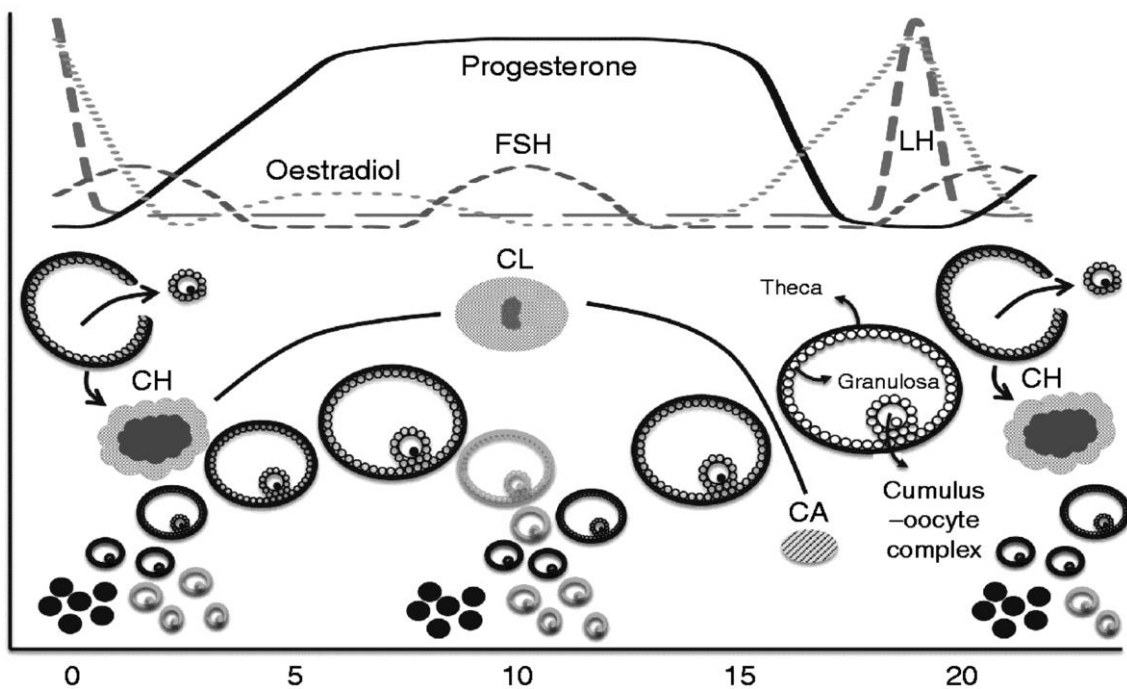 Progesterone
FSH
LH
Oestradiol
CL
Theca
CH
Granulosa
CH
CA
Cumulus
–oocyte
complex
0 5 10 15 20